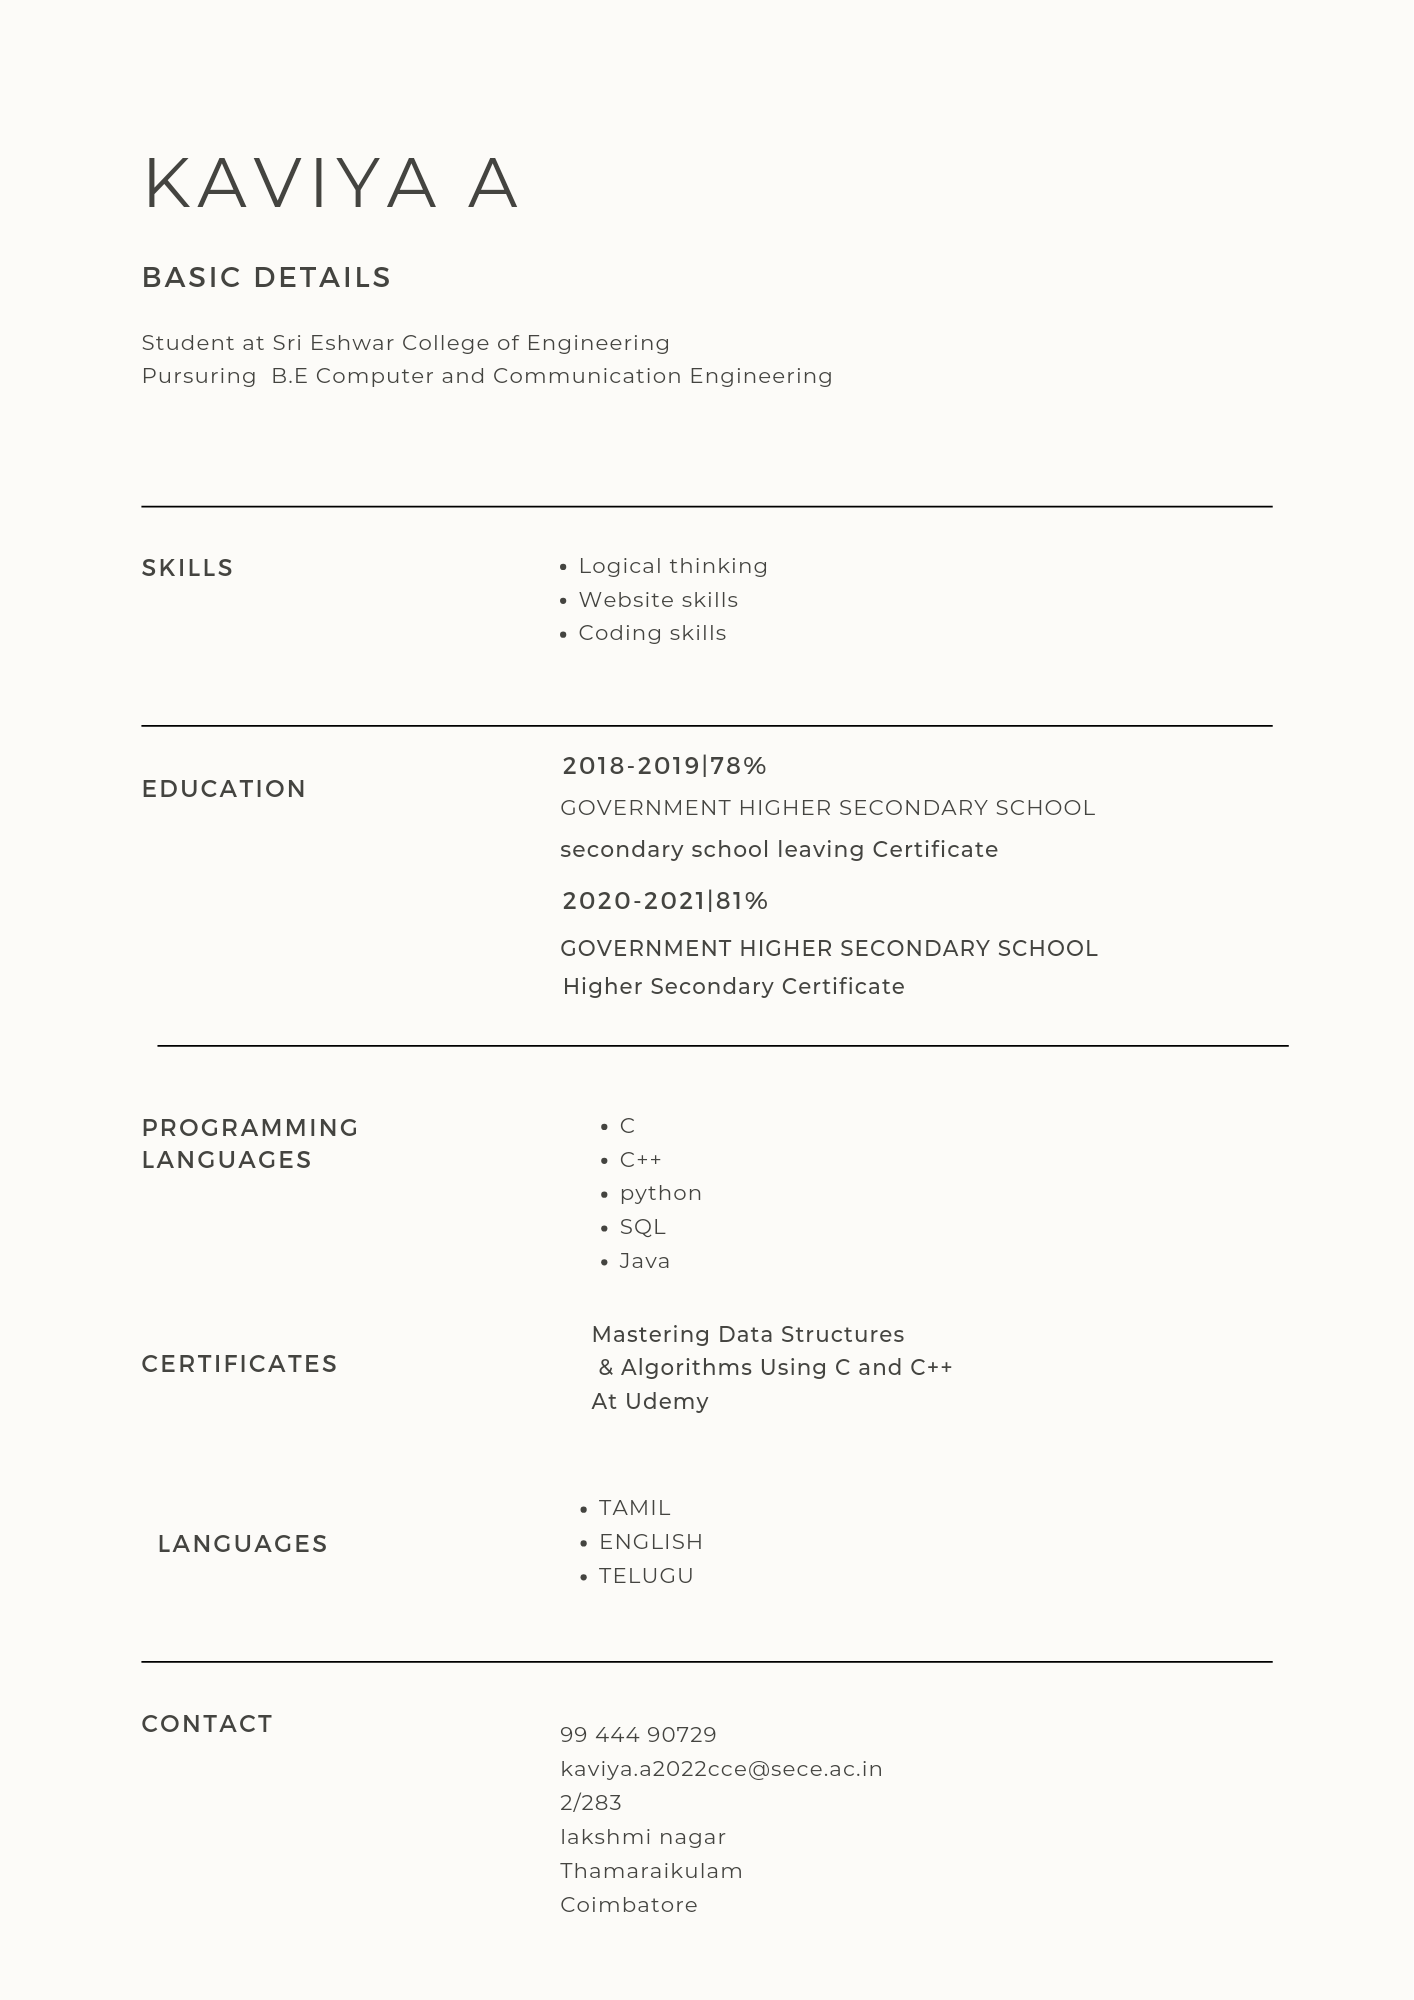 KAVIYA A
BASIC DETAILS
Student at Sri Eshwar College of Engineering
Pursuring  B.E Computer and Communication Engineering
SKILLS
• Logical thinking
• Website skills
• Coding skills
EDUCATION
2018-2019|78%
GOVERNMENT HIGHER SECONDARY SCHOOL
secondary school leaving Certificate
2020-2021|81%
GOVERNMENT HIGHER SECONDARY SCHOOL
Higher Secondary Certificate
PROGRAMMING
LANGUAGES
• C
• C++
• python
• SQL
• Java
CERTIFICATES
Mastering Data Structures
& Algorithms Using C and C++
At Udemy
LANGUAGES
• TAMIL
• ENGLISH
• TELUGU
CONTACT
99 444 90729
kaviya.a2022cce@sece.ac.in
2/283
lakshmi nagar
Thamaraikulam
Coimbatore